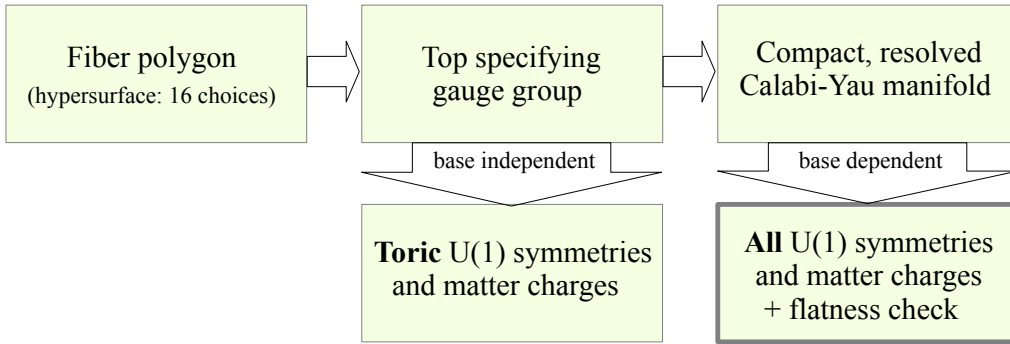 Fiber polygon
(hypersurface: 16 choices)
Top specifying
gauge group
Compact, resolved
Calabi-Yau manifold
base independent
base dependent
Toric U(1) symmetries
and matter charges
All U(1) symmetries
and matter charges
+ flatness check